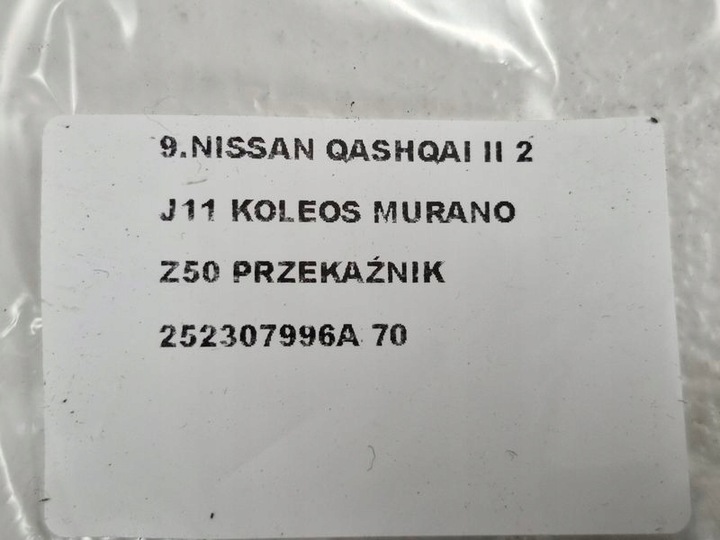 9.NISSAN QASHQAI II 2
J11 KOLEOS MURANO
Z50 PRZEKAŹNIK
252307996A 70